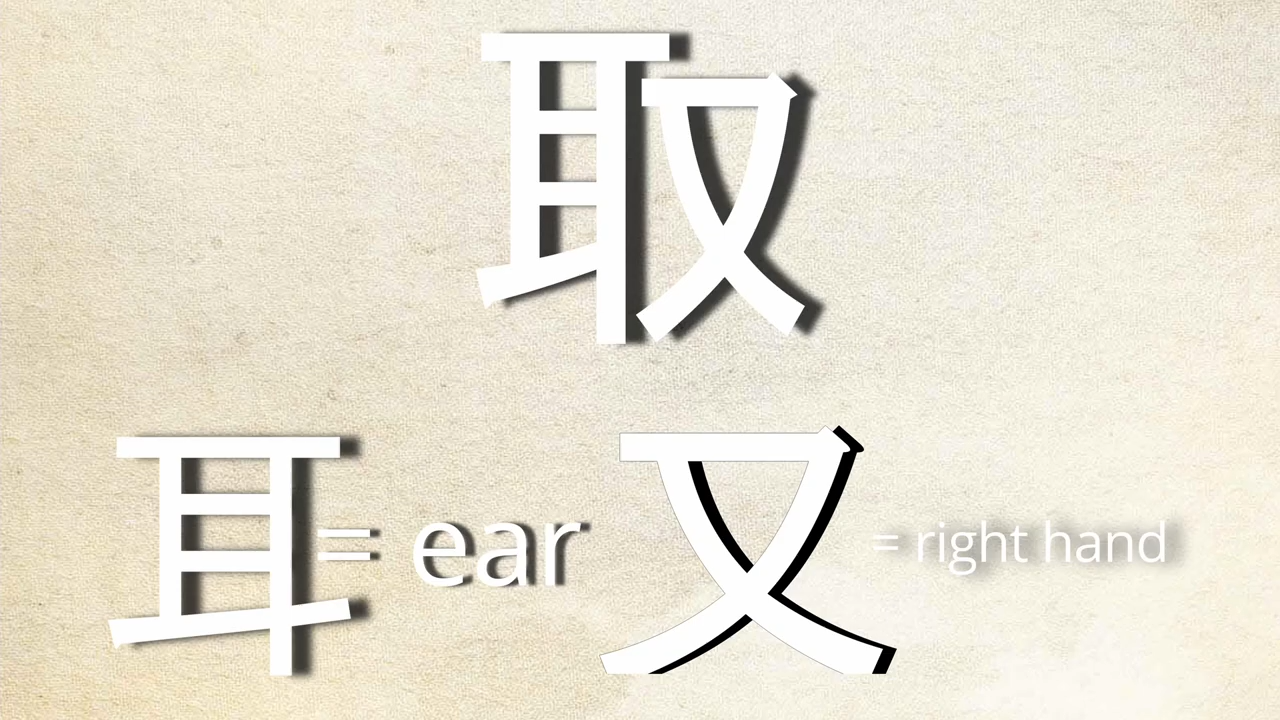 取
耳 = ear 又 = right hand